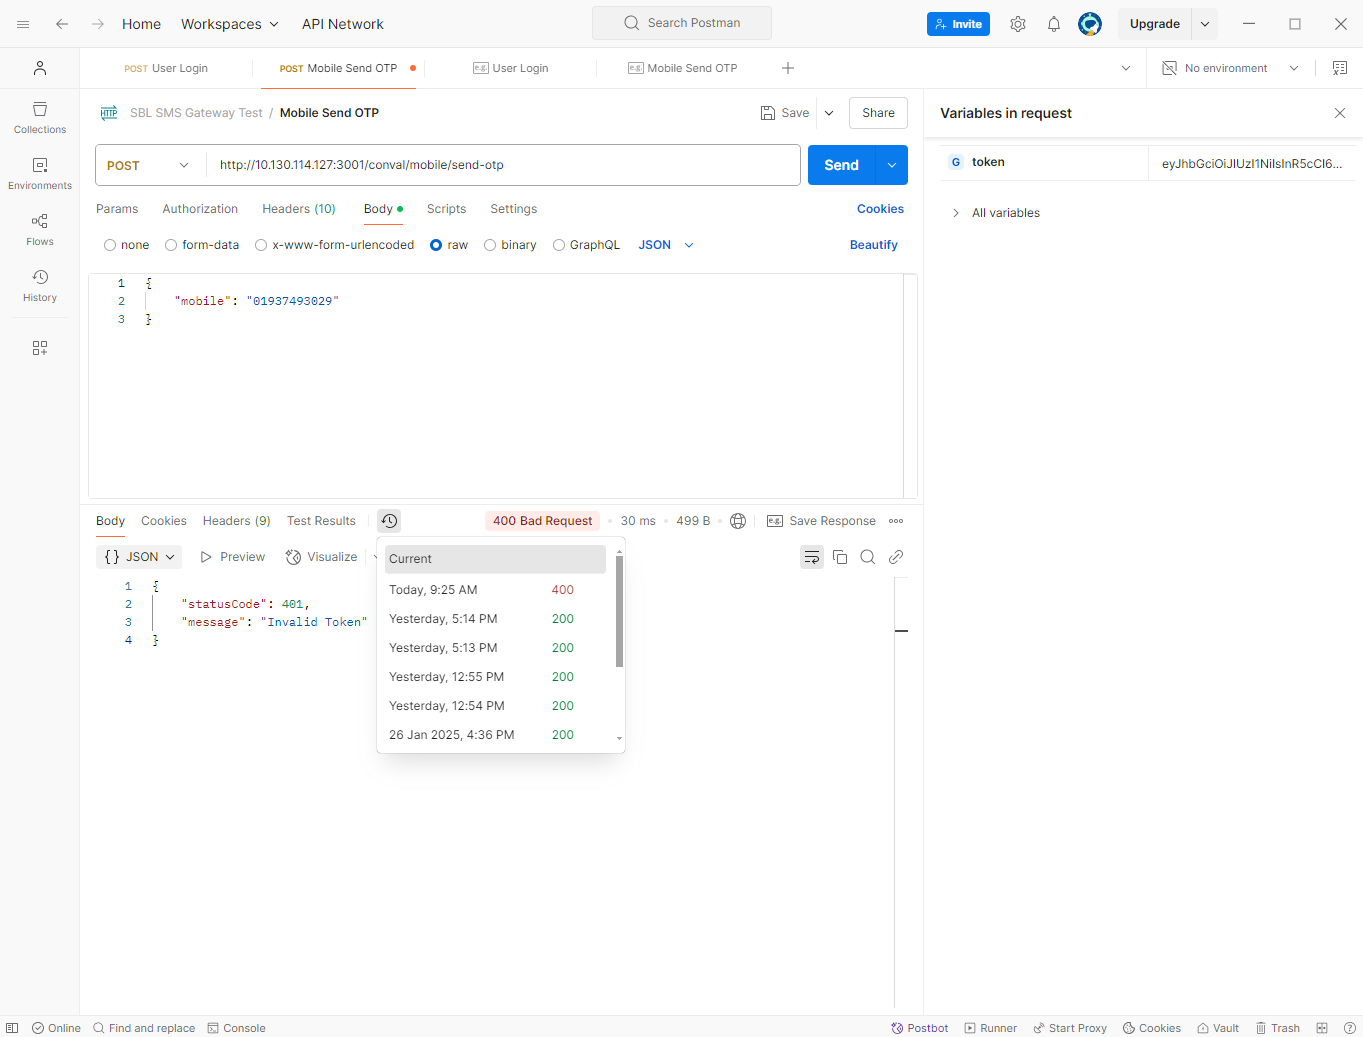 Home Workspaces API Network Search Postman Invite Upgrade
POST User Login POST Mobile Send OTP e.g. User Login e.g. Mobile Send OTP No environment
HTTP SBL SMS Gateway Test / Mobile Send OTP Save Share
Variables in request
POST http://10.130.114.127:3001/conval/mobile/send-otp Send
G token eyJhbGciOiJIUzI1NiIsInR5cCI6...
All variables
Collections
Environments
Flows
History
Params Authorization Headers (10) Body Scripts Settings Cookies
none form-data x-www-form-urlencoded raw binary GraphQL JSON Beautify
1 {
2 "mobile": "01937493029"
3 }
Body Cookies Headers (9) Test Results 400 Bad Request 30 ms 499 B e.g. Save Response
{} JSON Preview Visualize
1 {
2 "statusCode": 401,
3 "message": "Invalid Token"
4 }
Current
Today, 9:25 AM 400
Yesterday, 5:14 PM 200
Yesterday, 5:13 PM 200
Yesterday, 12:55 PM 200
Yesterday, 12:54 PM 200
26 Jan 2025, 4:36 PM 200
Online Find and replace Console Postbot Runner Start Proxy Cookies Vault Trash